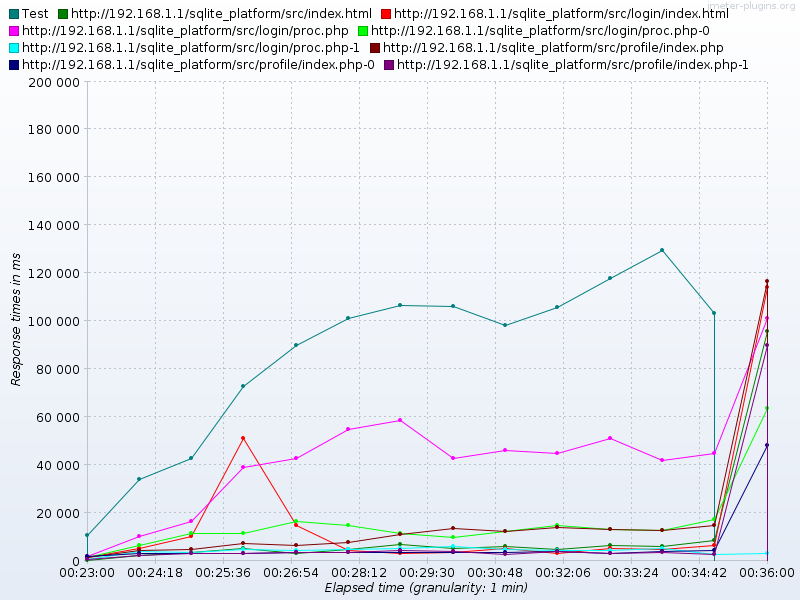 jmeter-plugins.org
Test http://192.168.1.1/sqlite_platform/src/index.html http://192.168.1.1/sqlite_platform/src/login/index.html
http://192.168.1.1/sqlite_platform/src/login/proc.php http://192.168.1.1/sqlite_platform/src/login/proc.php-0
http://192.168.1.1/sqlite_platform/src/login/proc.php-1 http://192.168.1.1/sqlite_platform/src/profile/index.php
http://192.168.1.1/sqlite_platform/src/profile/index.php-0 http://192.168.1.1/sqlite_platform/src/profile/index.php-1
200 000
180 000
160 000
140 000
120 000
100 000
80 000
60 000
40 000
20 000
0
Response times in ms
00:23:00 00:24:18 00:25:36 00:26:54 00:28:12 00:29:30 00:30:48 00:32:06 00:33:24 00:34:42 00:36:00
Elapsed time (granularity: 1 min)